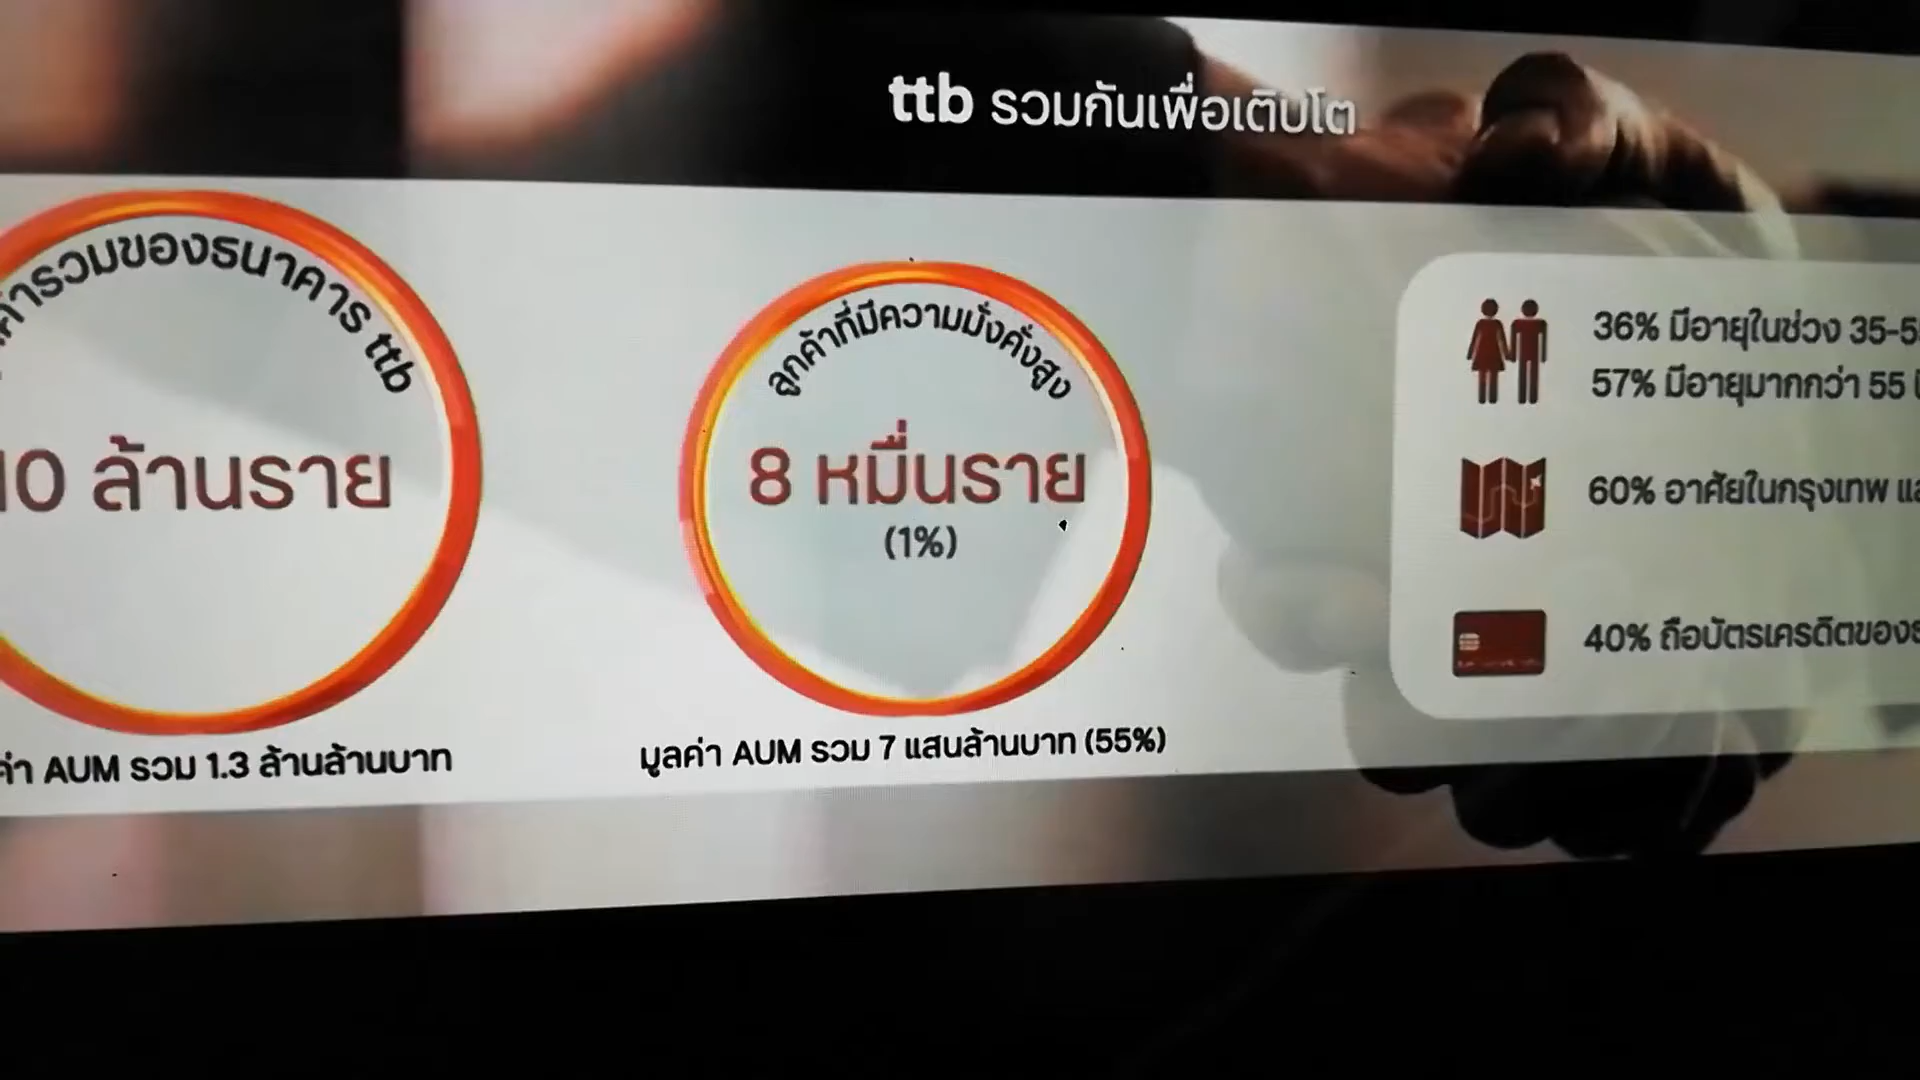 ttb รวมกันเพื่อเติบโต
ค้ารวมของธนาคาร ttb
10 ล้านราย
ค่า AUM รวม 1.3 ล้านล้านบาท
ลูกค้าที่มีความมั่งคั่งสูง
8 หมื่นราย
(1%)
มูลค่า AUM รวม 7 แสนล้านบาท (55%)
36% มีอายุในช่วง 35-5
57% มีอายุมากกว่า 55
60% อาศัยในกรุงเทพ
40% ถือบัตรเครดิตของ